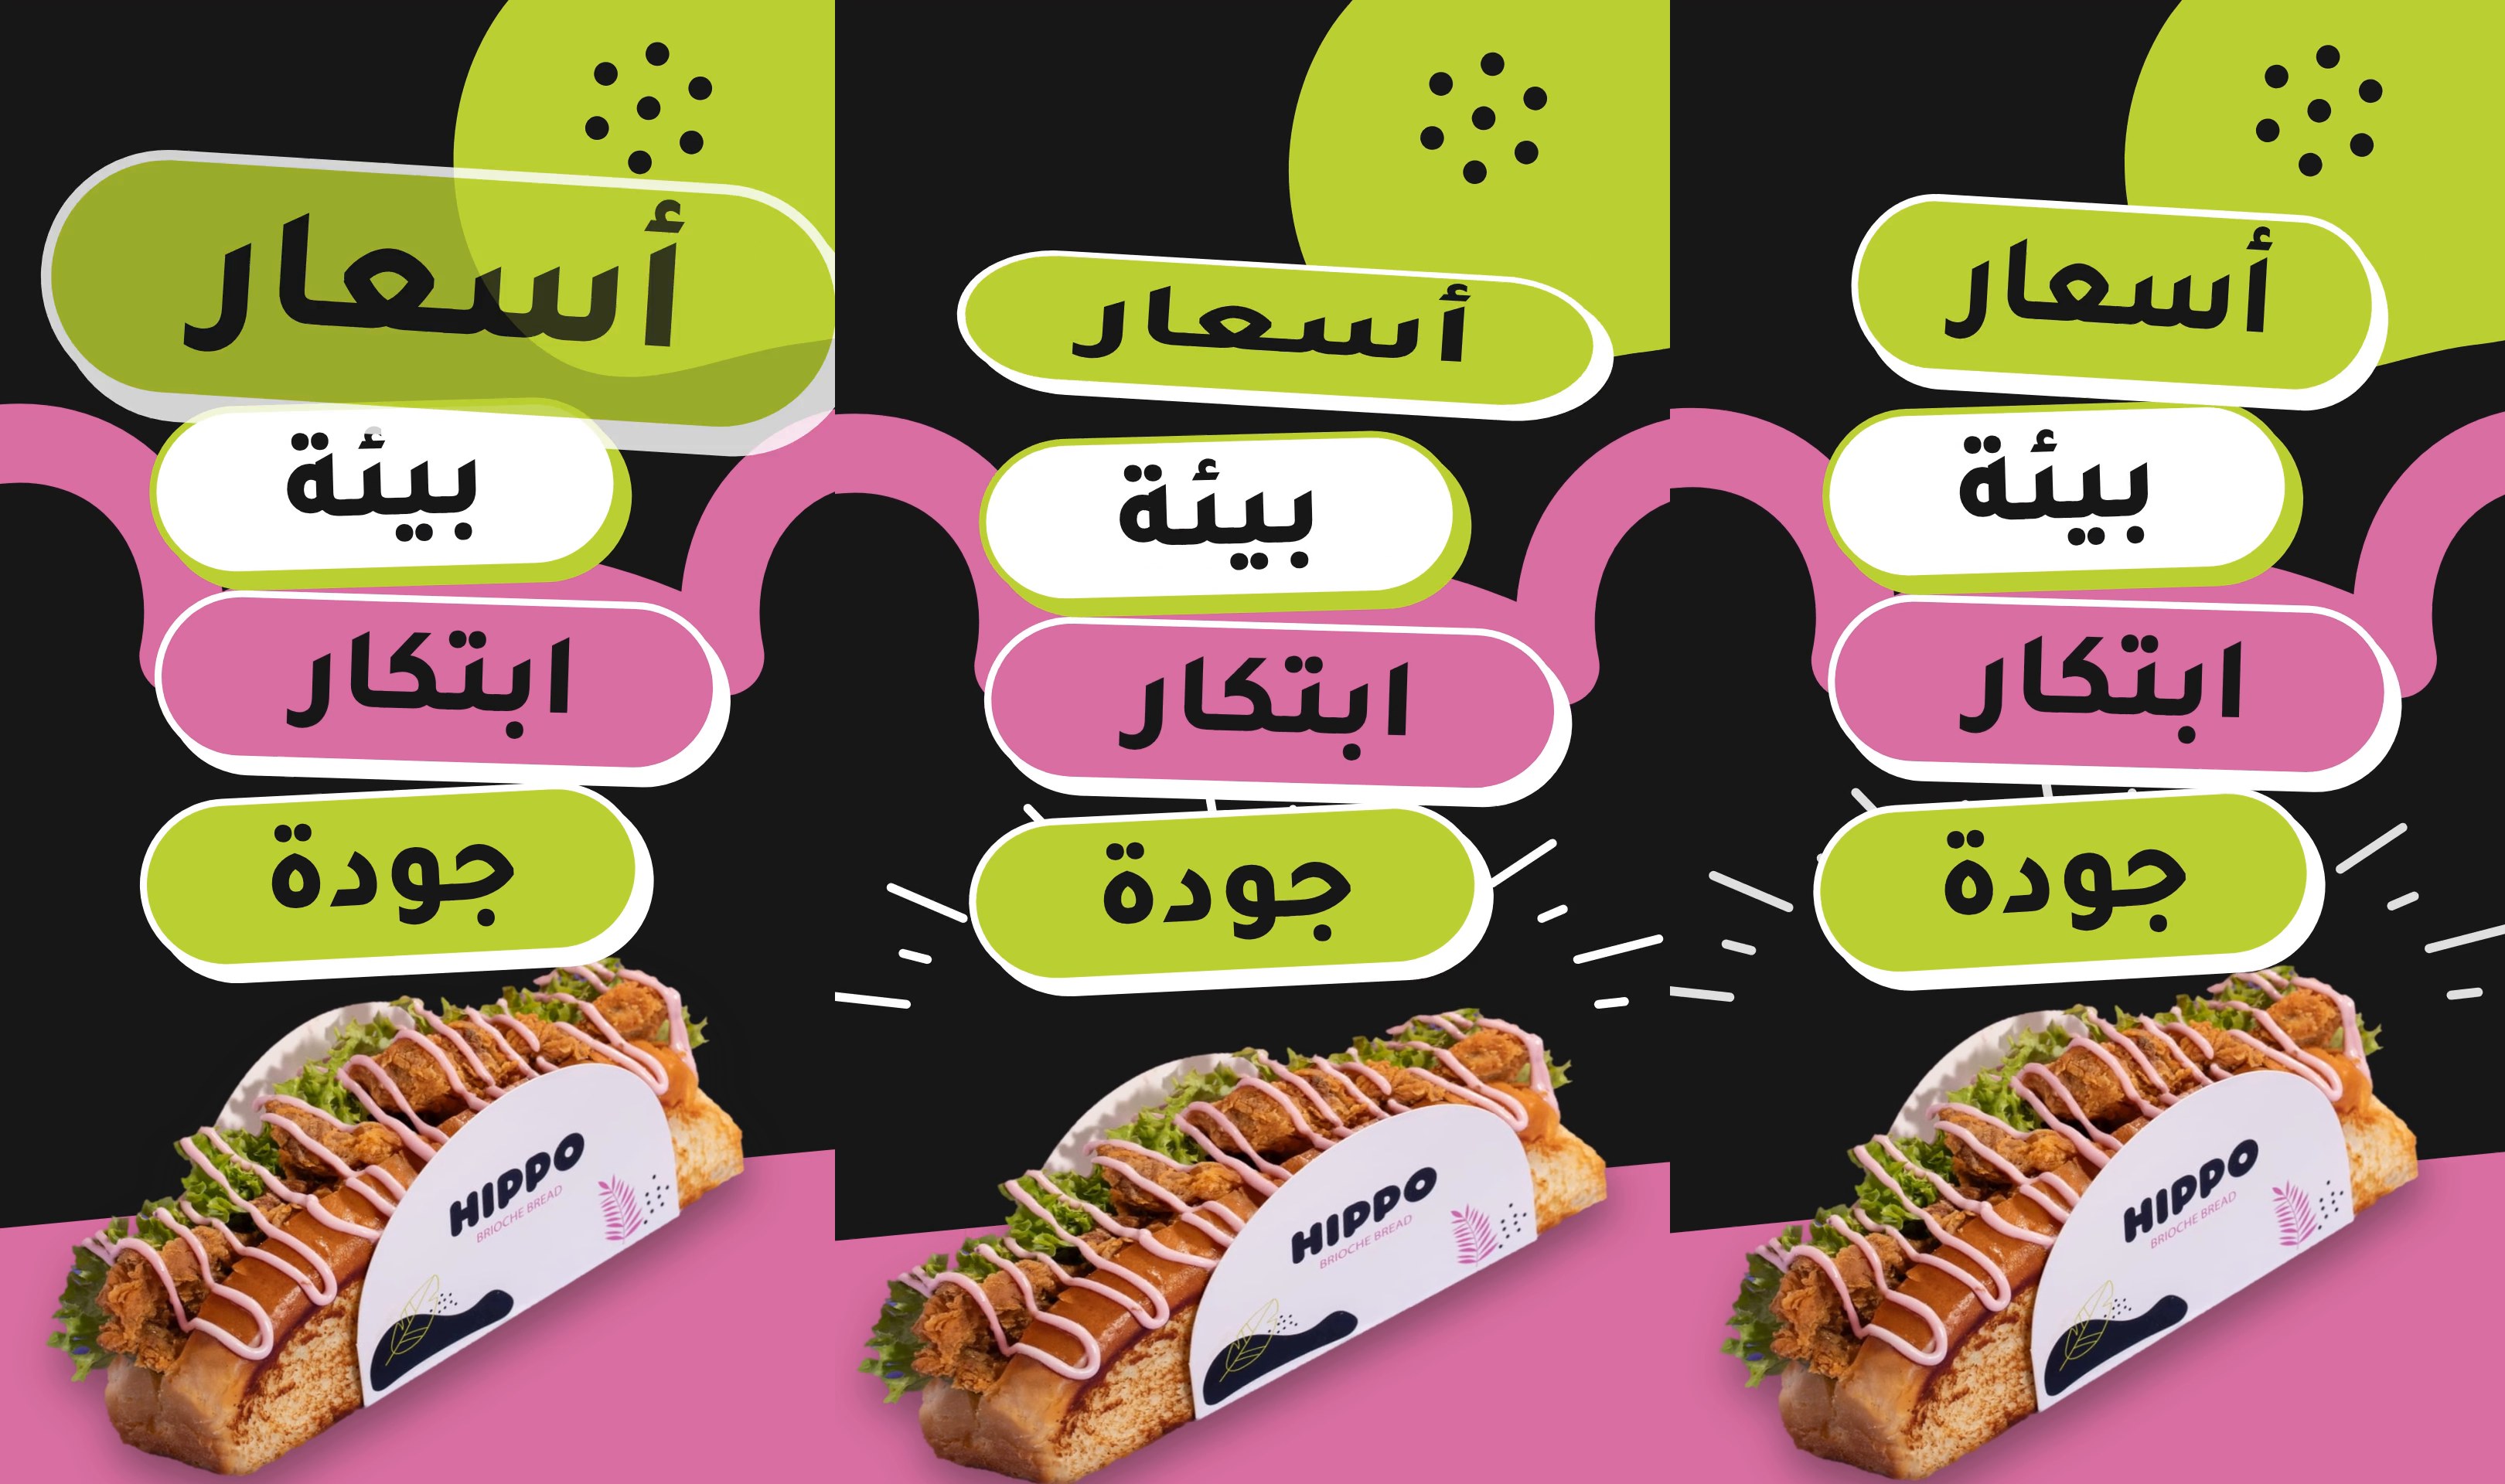 أسعار
بيئة
ابتكار
جودة
HIPPO
BRIOCHE BREAD
أسعار
بيئة
ابتكار
جودة
HIPPO
BRIOCHE BREAD
أسعار
بيئة
ابتكار
جودة
HIPPO
BRIOCHE BREAD